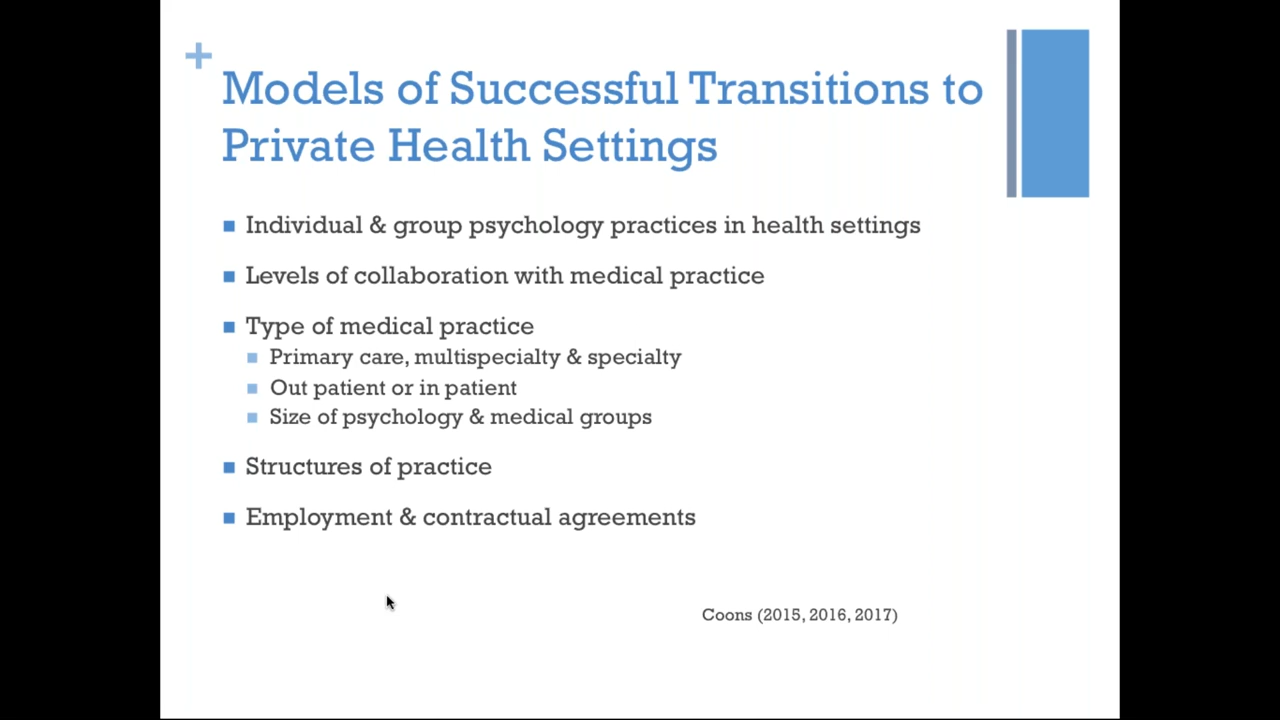 Models of Successful Transitions to
Private Health Settings
Individual & group psychology practices in health settings
Levels of collaboration with medical practice
Type of medical practice
Primary care, multispecialty & specialty
Out patient or in patient
Size of psychology & medical groups
Structures of practice
Employment & contractual agreements
Coons (2015, 2016, 2017)